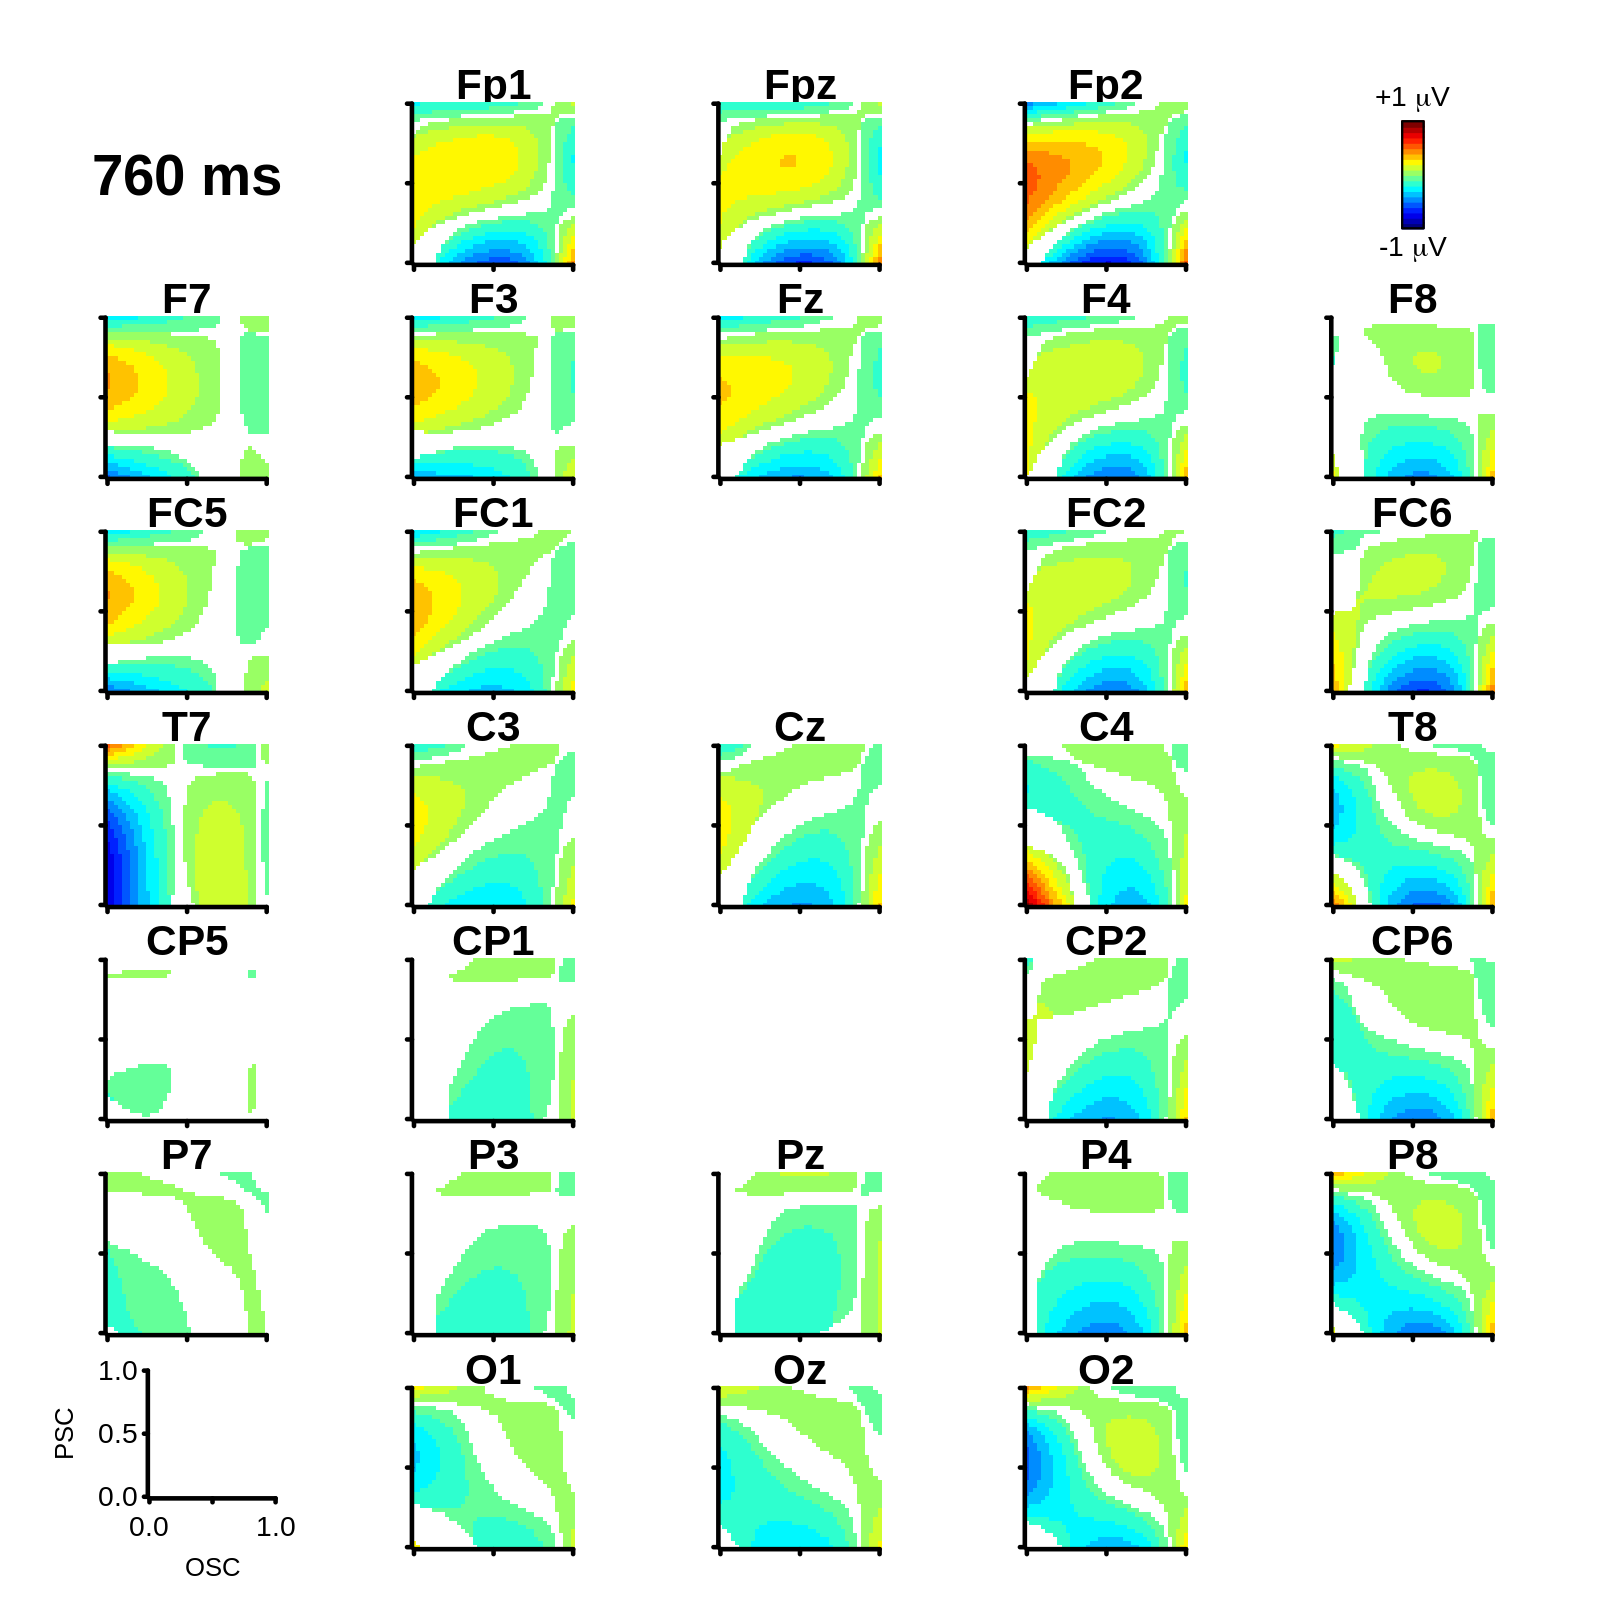 Fp1 Fpz Fp2
+1 μV
760 ms
-1 μV
F7 F3 Fz F4 F8
FC5 FC1 FC2 FC6
T7 C3 Cz C4 T8
CP5 CP1 CP2 CP6
P7 P3 Pz P4 P8
O1 Oz O2
1.0
PSC
0.5
0.0
0.0 1.0
OSC